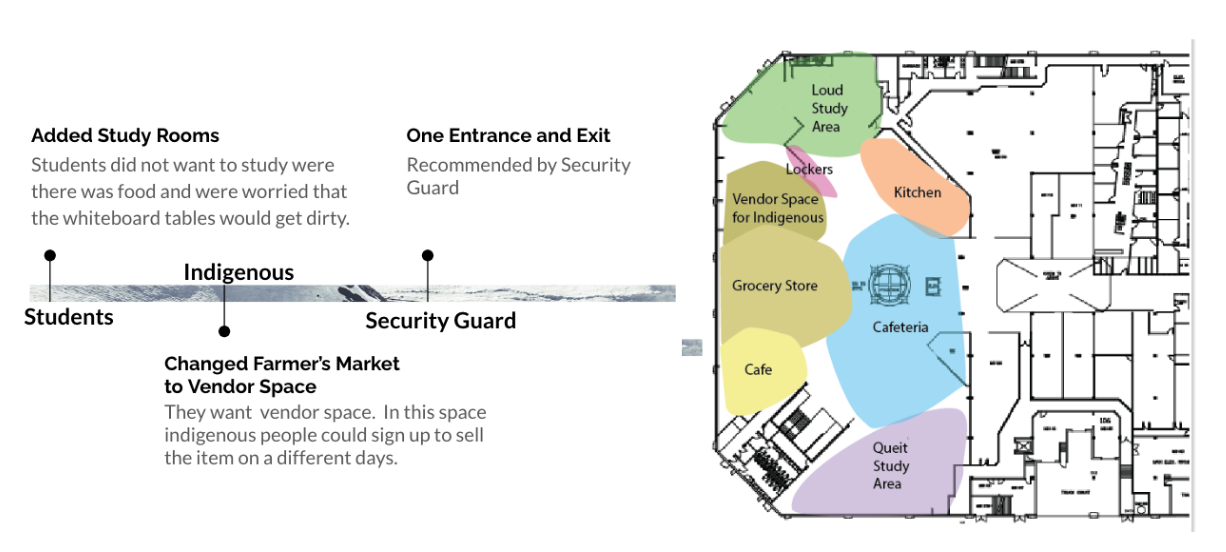 Added Study Rooms
Students did not want to study were
there was food and were worried that
the whiteboard tables would get dirty.
One Entrance and Exit
Recommended by Security
Guard
Indigenous
Students
Security Guard
Changed Farmer's Market
to Vendor Space
They want vendor space. In this space
indigenous people could sign up to sell
the item on a different days.
Loud
Study
Area
Lockers
Kitchen
Vendor Space
for Indigenous
Grocery Store
Cafeteria
Cafe
Queit
Study
Area
TRUCK COURT